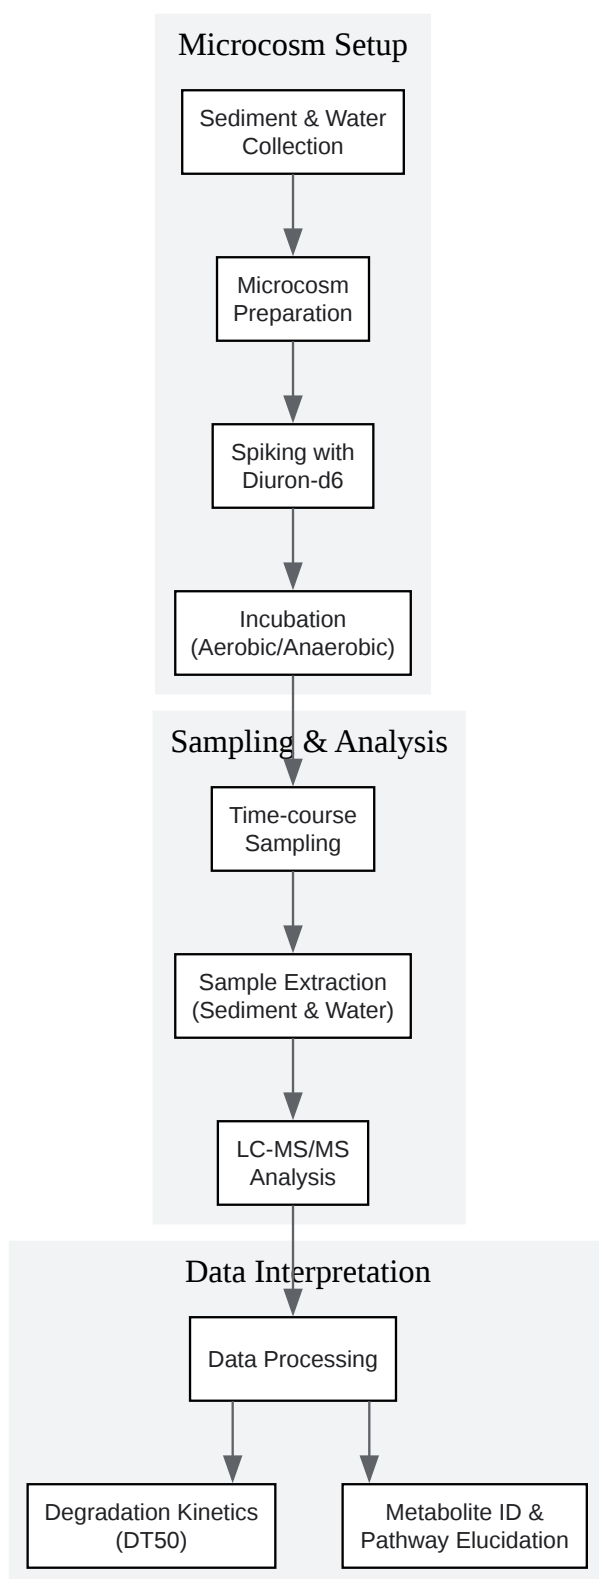 Microcosm Setup
Sediment & Water
Collection
Microcosm
Preparation
Spiking with
Diuron-d6
Incubation
(Aerobic/Anaerobic)
Sampling & Analysis
Time-course
Sampling
Sample Extraction
(Sediment & Water)
LC-MS/MS
Analysis
Data Interpretation
Data Processing
Degradation Kinetics
(DT50)
Metabolite ID &
Pathway Elucidation